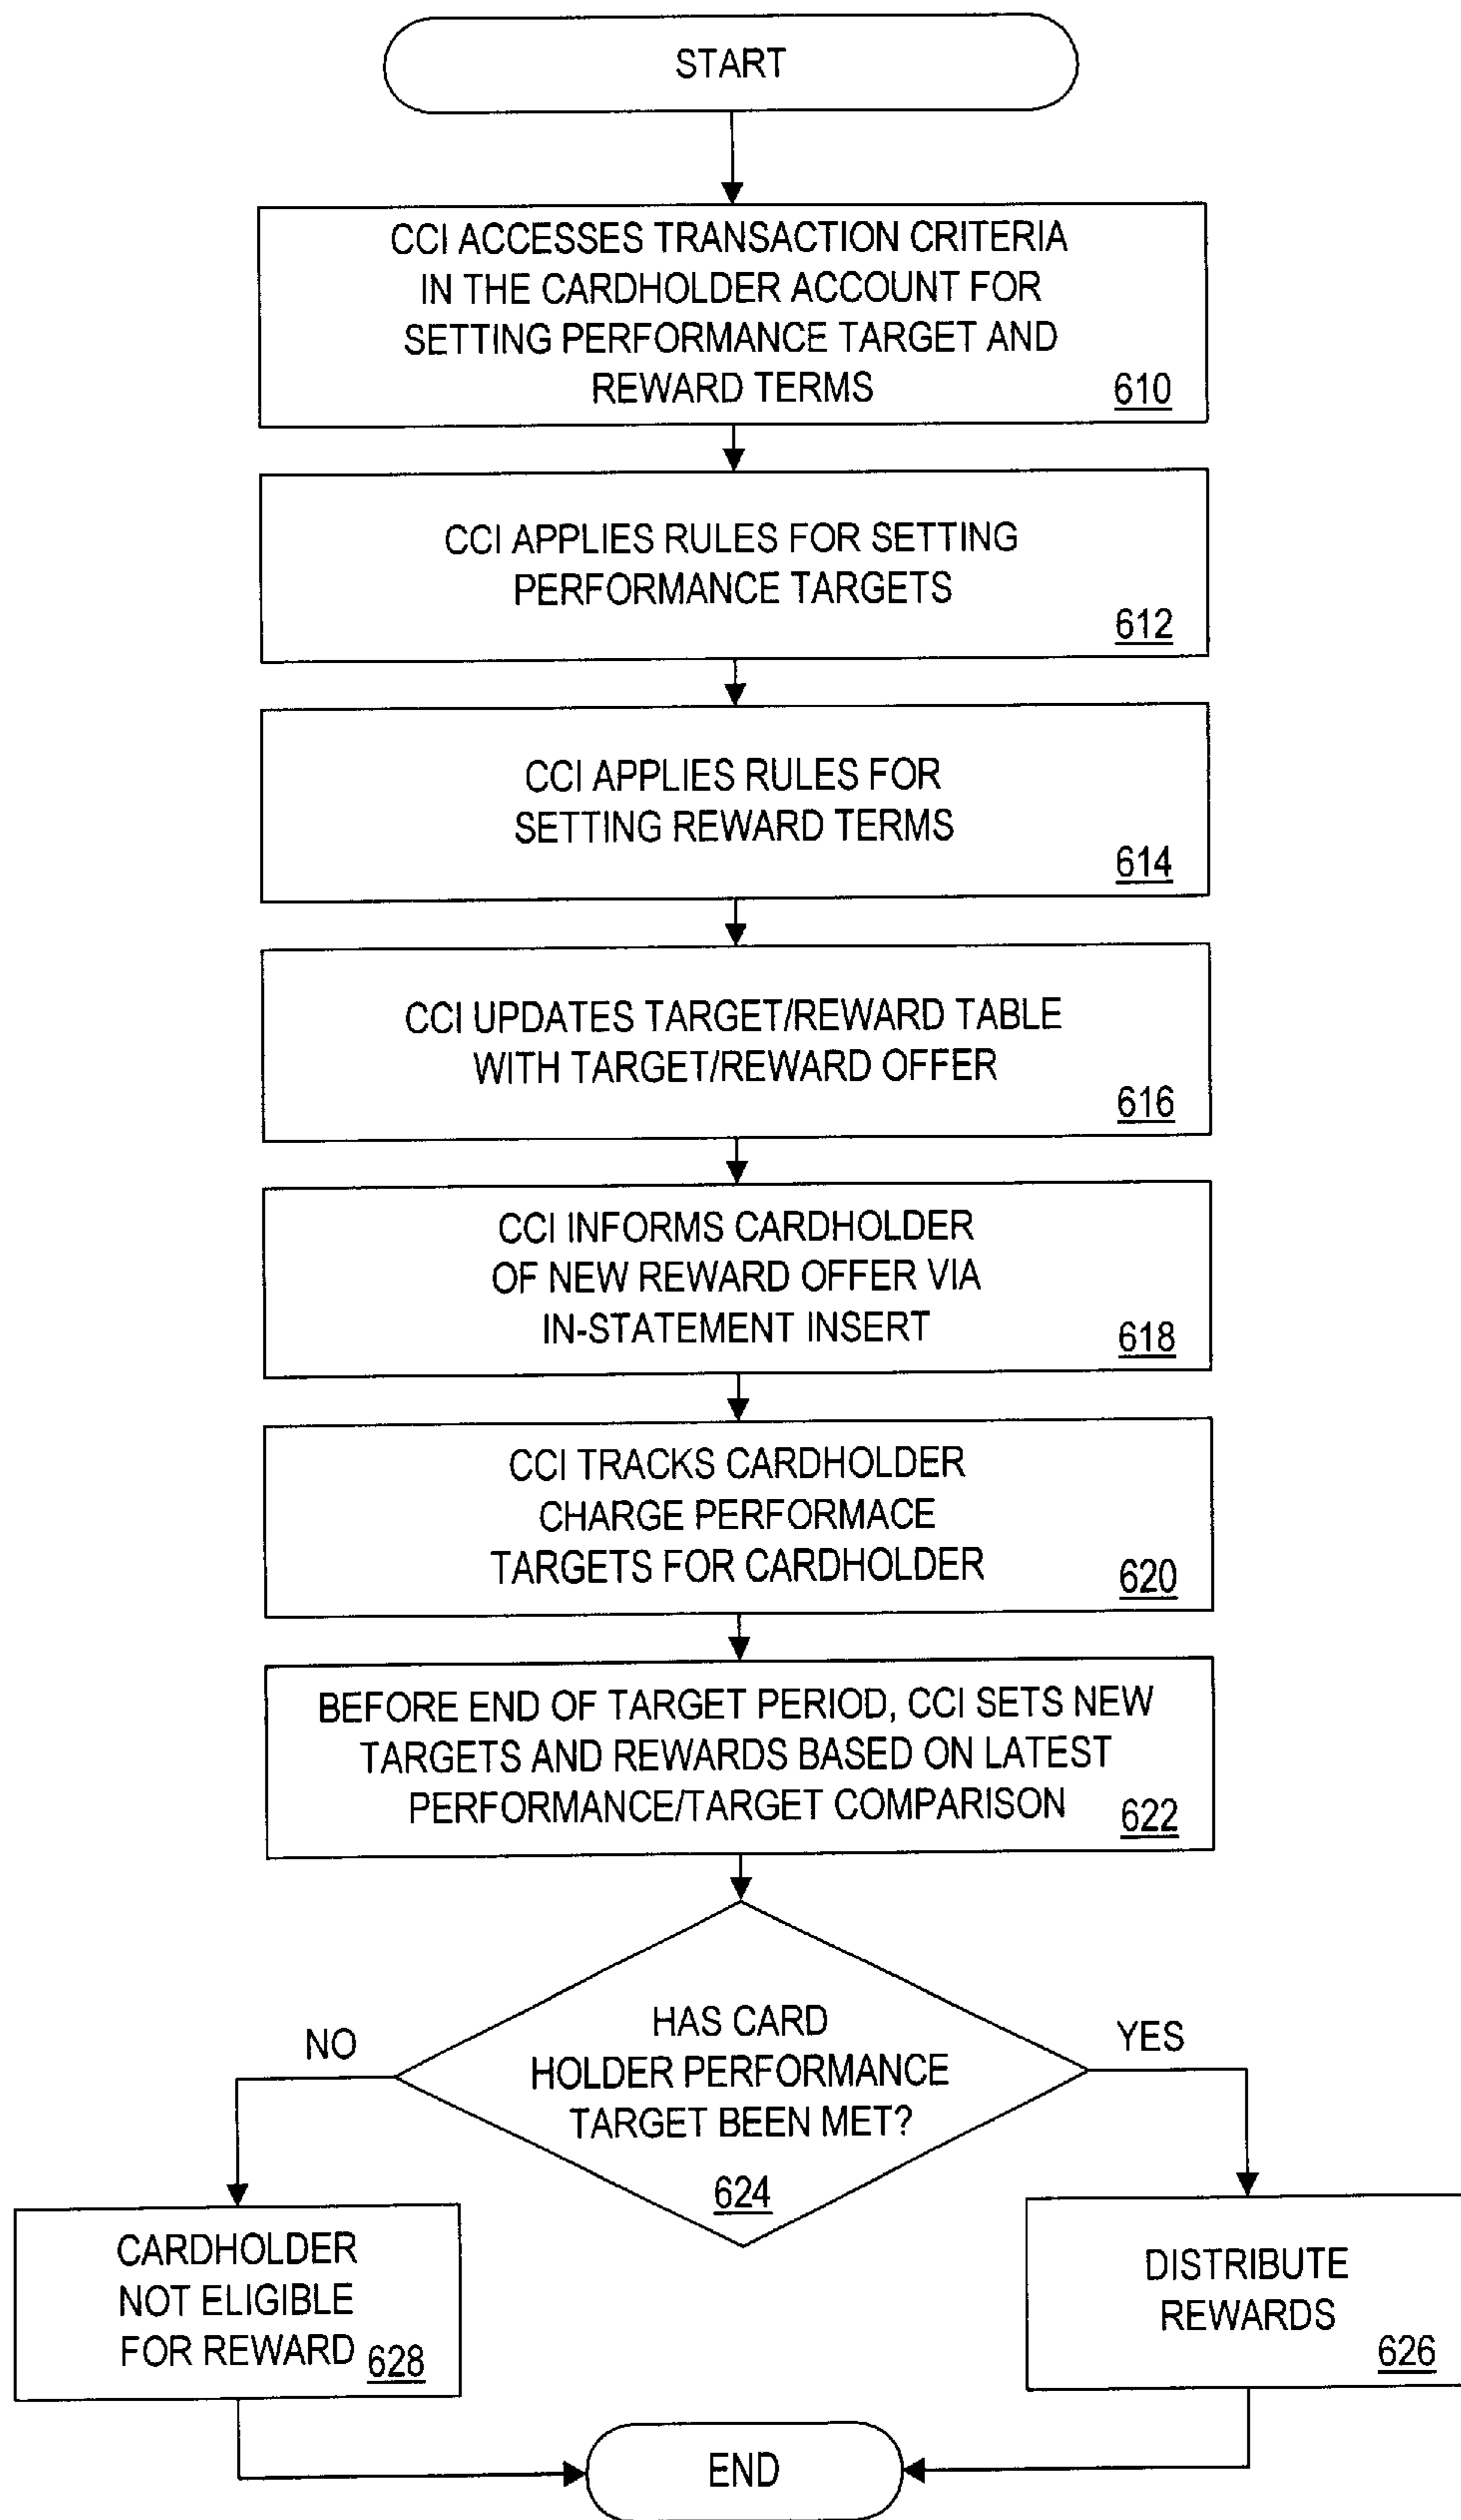 START
CCI ACCESSES TRANSACTION CRITERIA
IN THE CARDHOLDER ACCOUNT FOR
SETTING PERFORMANCE TARGET AND
REWARD TERMS
610
CCI APPLIES RULES FOR SETTING
PERFORMANCE TARGETS
612
CCI APPLIES RULES FOR
SETTING REWARD TERMS
614
CCI UPDATES TARGET/REWARD TABLE
WITH TARGET/REWARD OFFER
616
CCI INFORMS CARDHOLDER
OF NEW REWARD OFFER VIA
IN-STATEMENT INSERT
618
CCI TRACKS CARDHOLDER
CHARGE PERFORMACE
TARGETS FOR CARDHOLDER
620
BEFORE END OF TARGET PERIOD, CCI SETS NEW
TARGETS AND REWARDS BASED ON LATEST
PERFORMANCE/TARGET COMPARISON
622
HAS CARD
HOLDER PERFORMANCE
TARGET BEEN MET?
624
NO
YES
CARDHOLDER
NOT ELIGIBLE
FOR REWARD
628
DISTRIBUTE
REWARDS
626
END